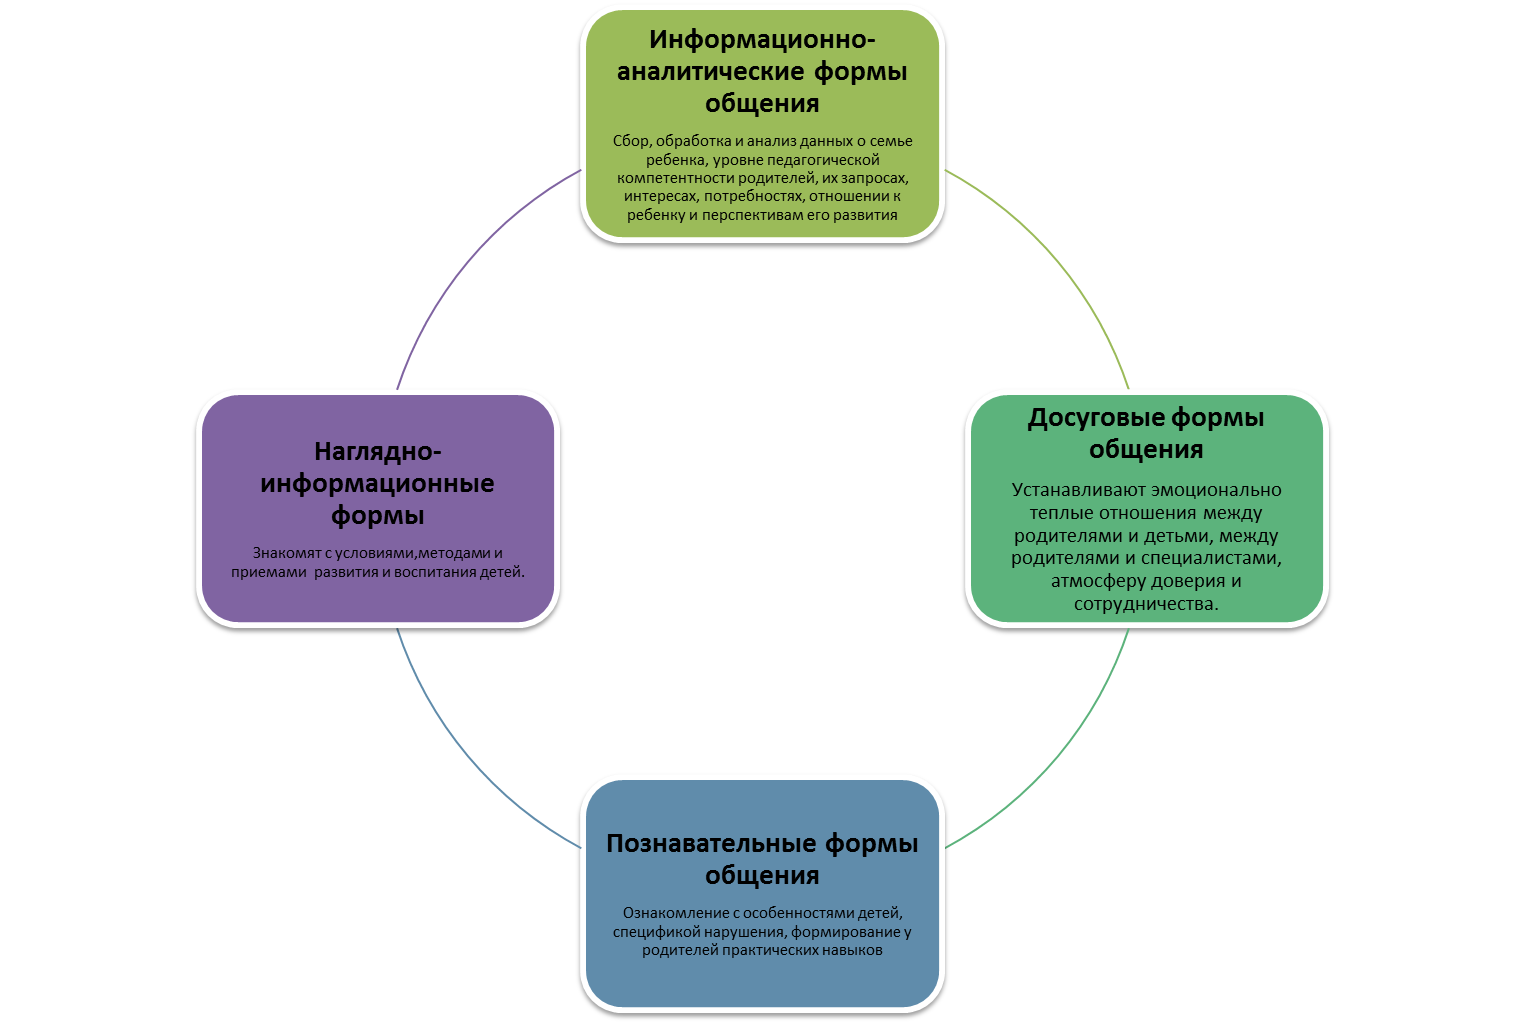 Информационно-
аналитические формы
общения
Сбор, обработка и анализ данных о семье
ребенка, уровне педагогической
компетентности родителей, их запросах,
интересах, потребностях, отношении к
ребенку и перспективам его развития
Досуговые формы
общения
Устанавливают эмоционально
теплые отношения между
родителями и детьми, между
родителями и специалистами,
атмосферу доверия и
сотрудничества.
Познавательные формы
общения
Ознакомление с особенностями детей,
спецификой нарушения, формирование у
родителей практических навыков
Наглядно-
информационные
формы
Знакомят с условиями,методами и
приемами  развития и воспитания детей.